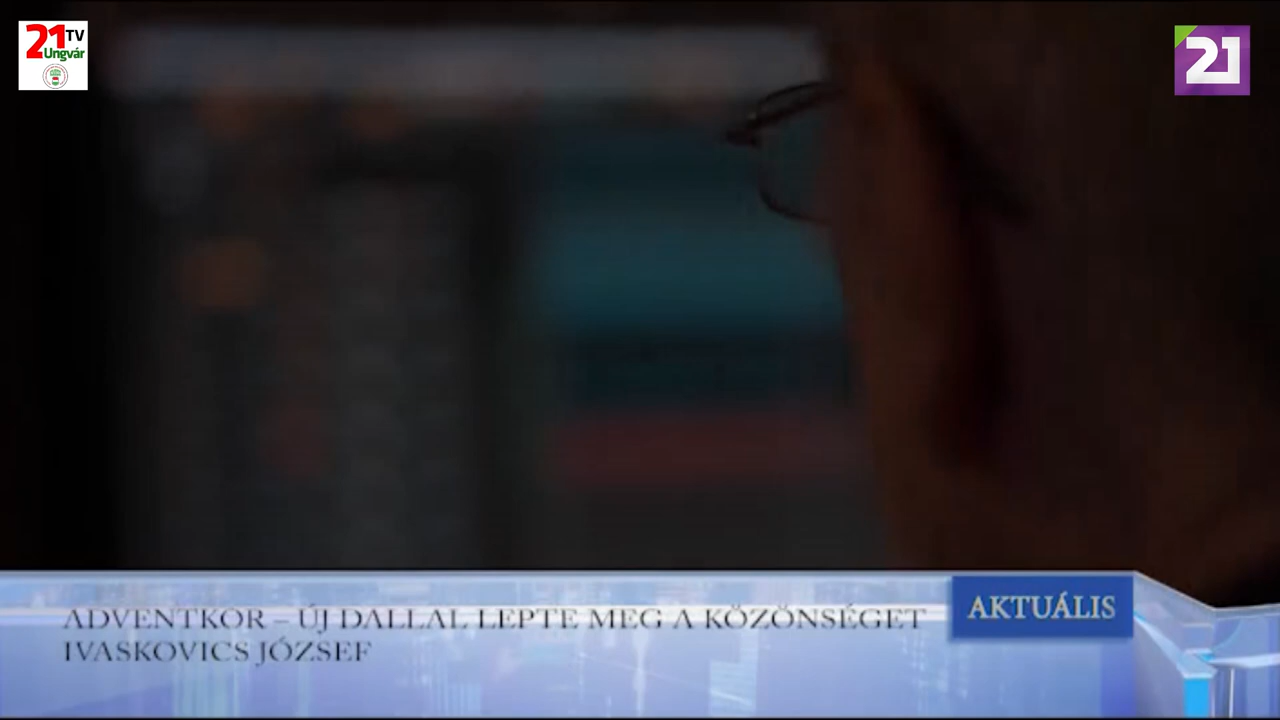 21 TV
Ungvár
21
ADVENTKOR – ÚJ DALLAL LEPTE MEG A KÖZÖNSÉGET
IVASKOVICS JÓZSEF
AKTUÁLIS